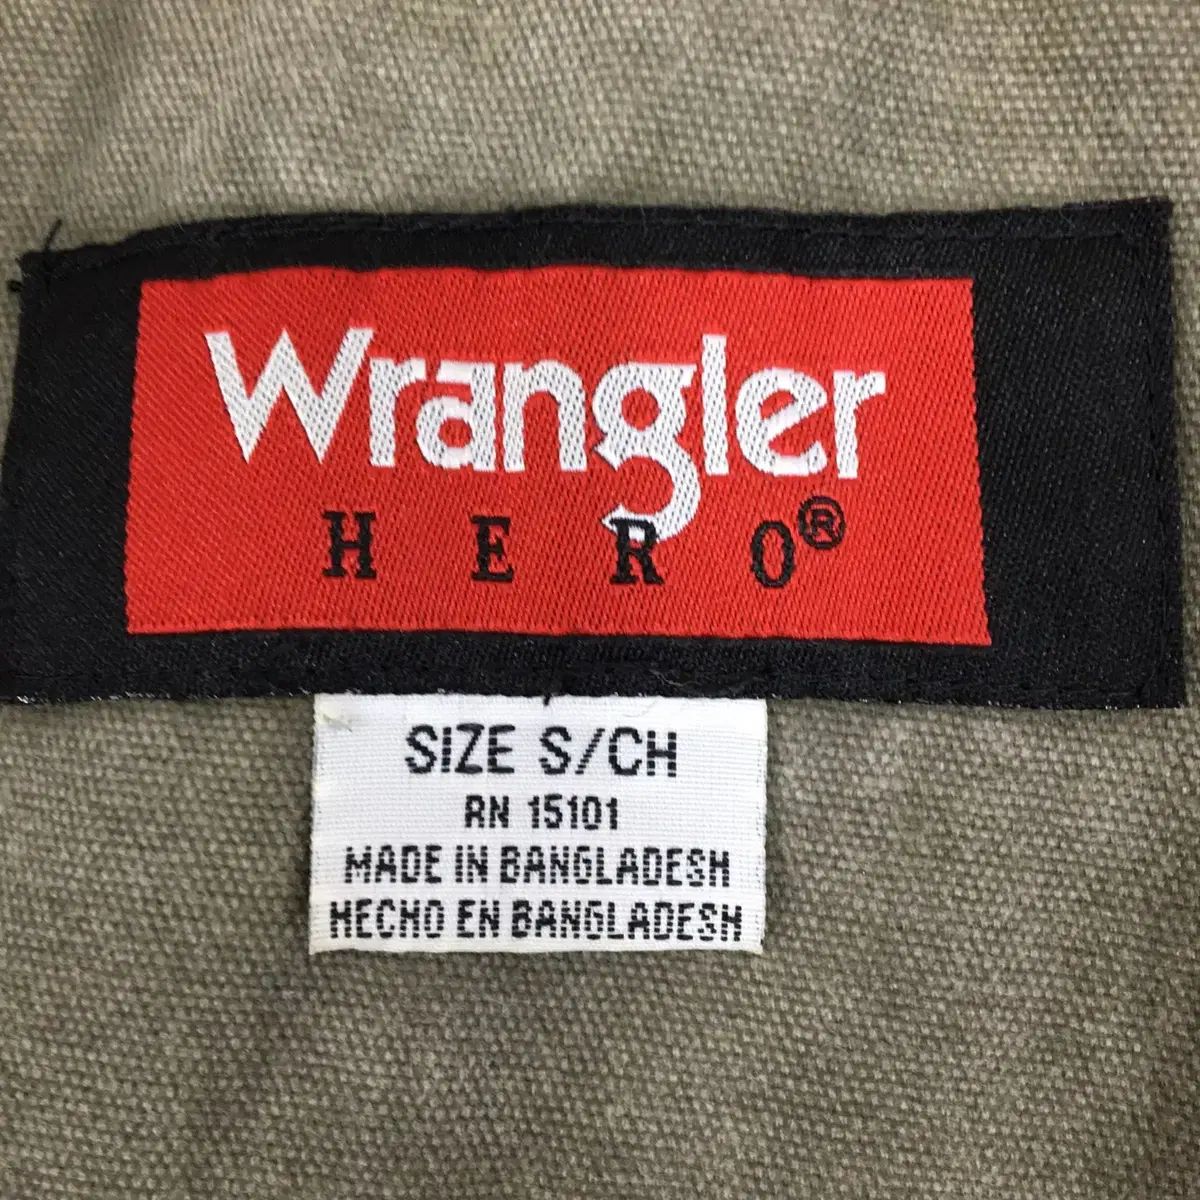 Wrangler
HERO®
SIZE S/CH
RN 15101
MADE IN BANGLADESH
HECHO EN BANGLADESH